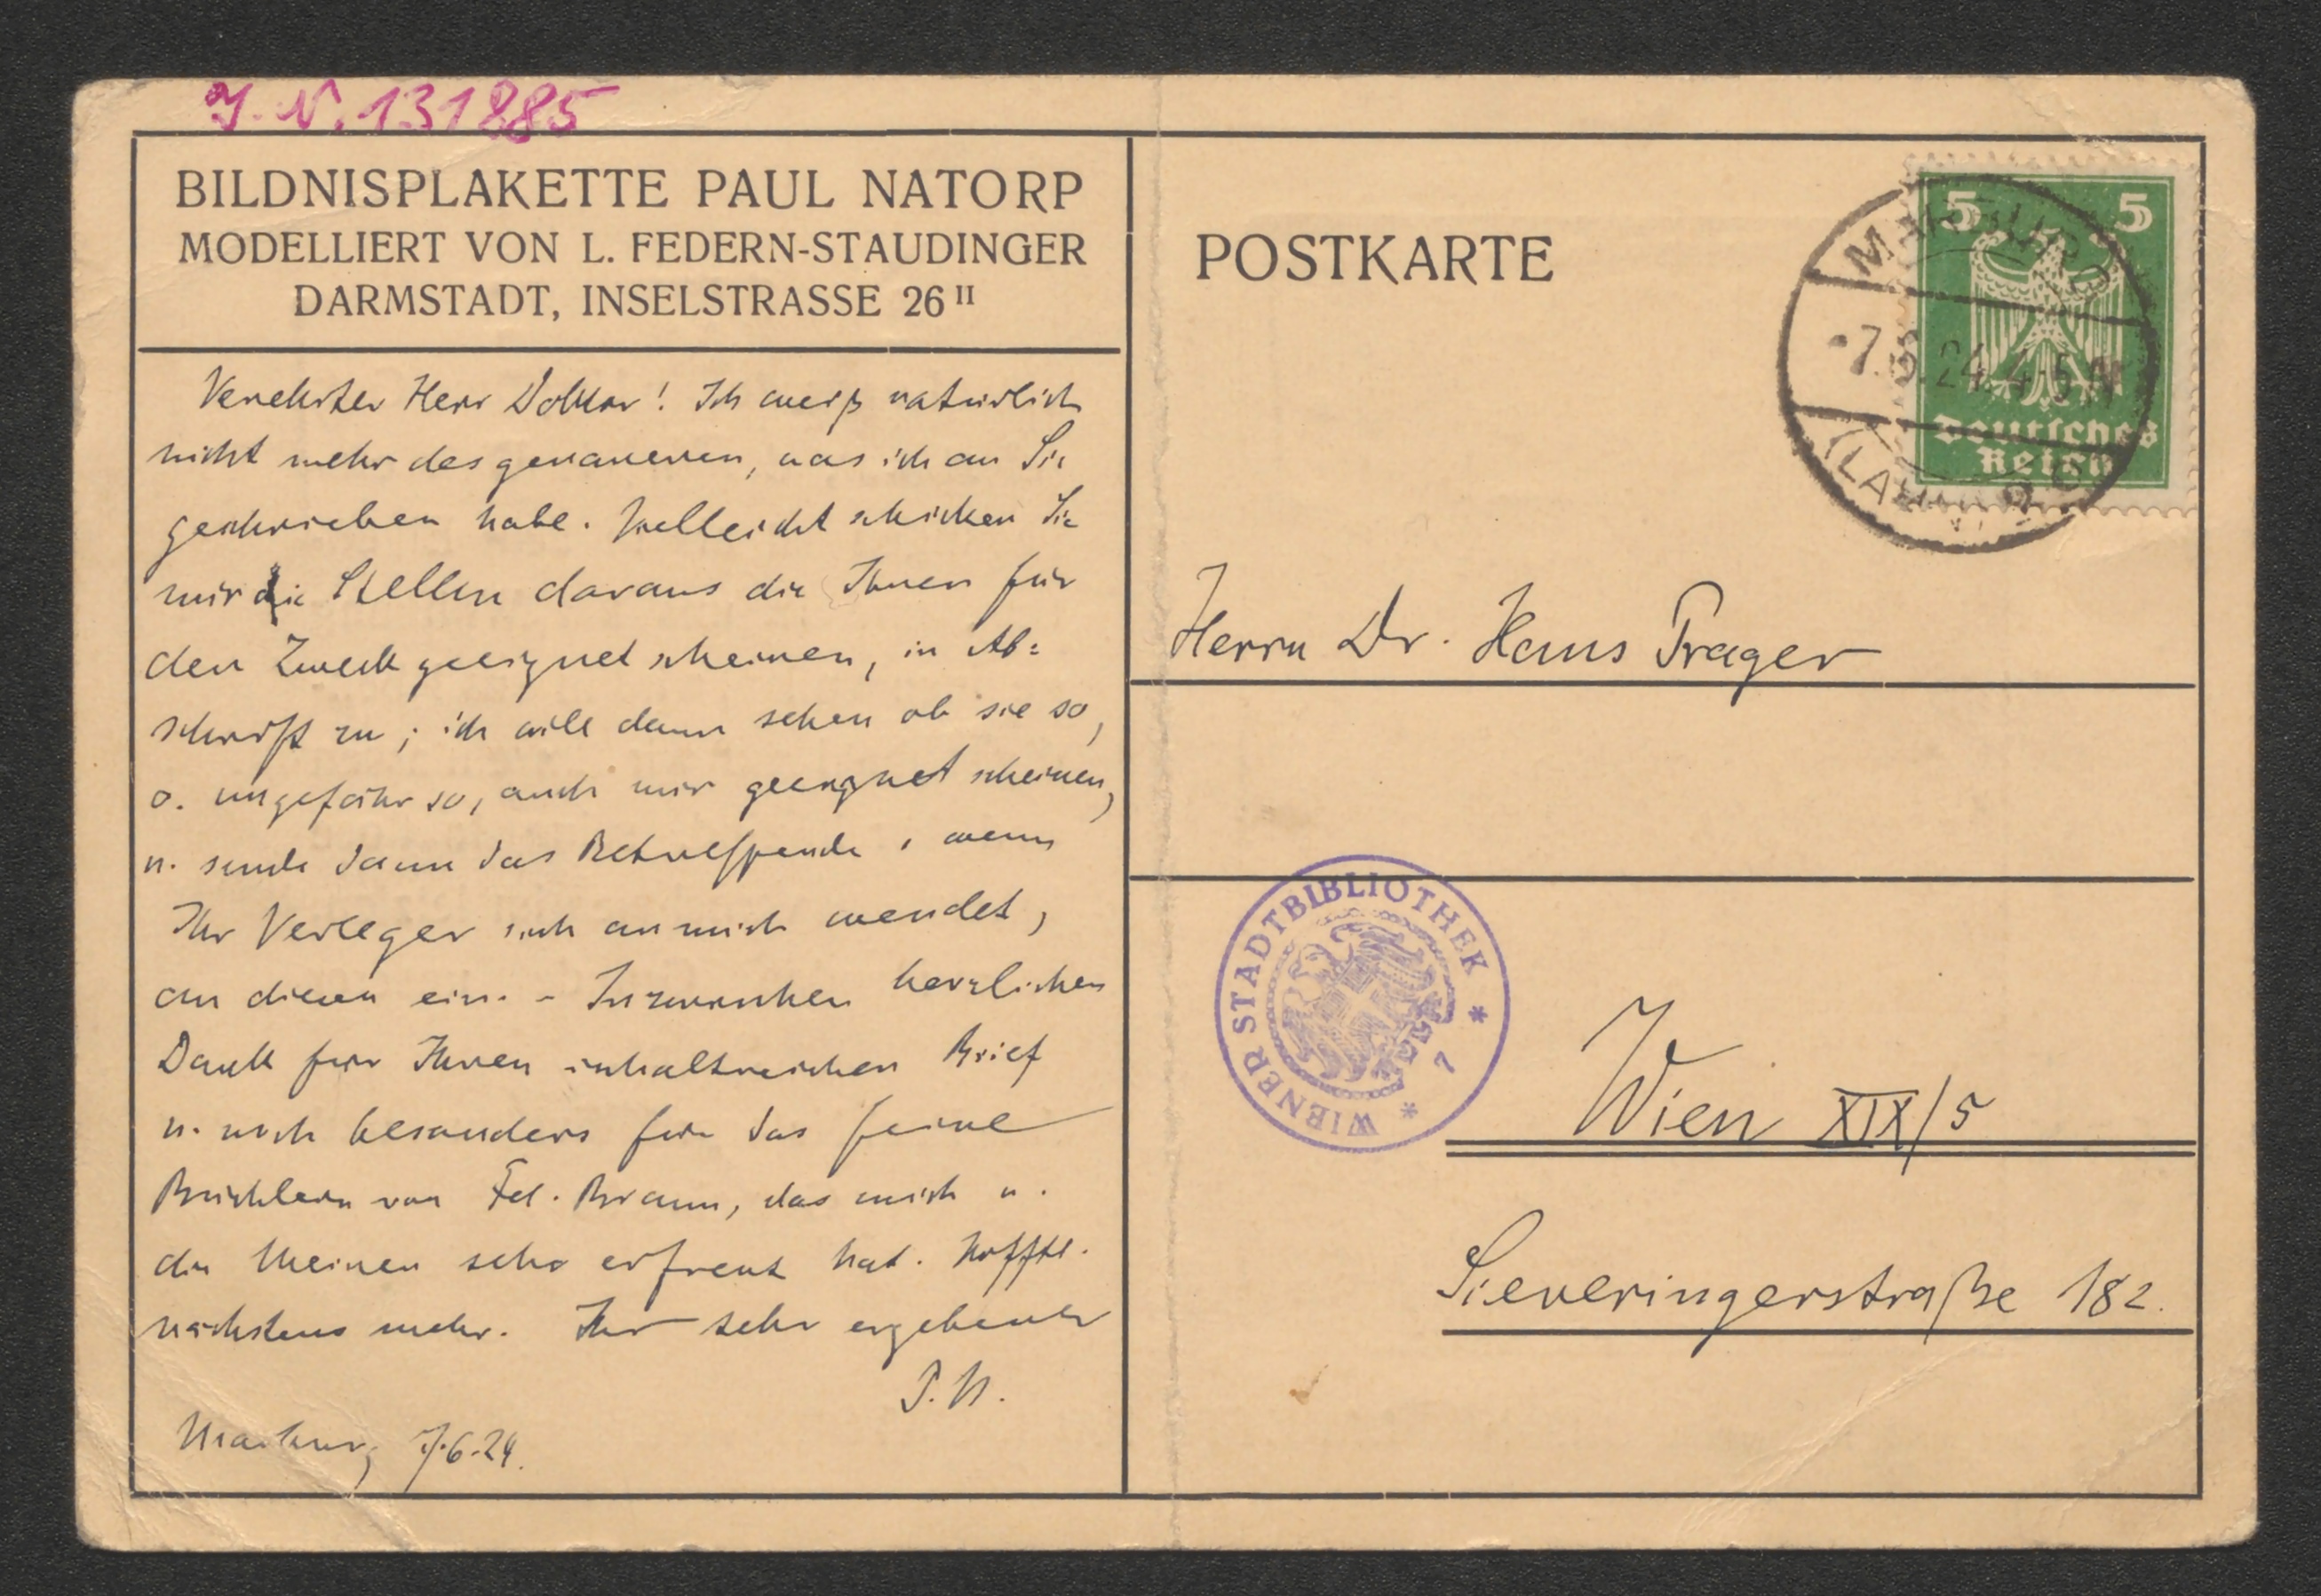 J. N. 131885
BILDNISPLAKETTE PAUL NATORP
MODELLIERT VON L. FEDERN-STAUDINGER
DARMSTADT, INSELSTRASSE 26 II
Verehrter Herr Doktor! Ich weiß natürlich
nicht mehr des genaueren, was ich an Sie
geschrieben habe. Vielleicht schicken Sie
mir die Stellen daraus die Ihnen für
den Zweck geeignet scheinen, in Ab=
schrift zu; ich will dann sehen ob sie so,
o. ungefähr so, auch mir geeignet scheinen,
u. sende dann das Betreffende, wenn
Ihr Verleger sich an mich wendet,
an diesen ein. - Inzwischen herzlichen
Dank für Ihren inhaltreichen Brief
u. noch besonders für das feine
Büchlein von Fel. Braun, das mich u.
die Meinen sehr erfreut hat. Hofftl.
nächstens mehr. Ihr sehr ergebener
P. N.
Marburg 7.6.24.
POSTKARTE
5 5
Deutsches
Reich
MARBURG
-7.6.24. 4-5 N
(LAHN)
Herrn Dr. Hans Prager
WIENER STADTBIBLIOTHEK
* 7 *
Wien XIX/5
Sieveringerstraße 182.